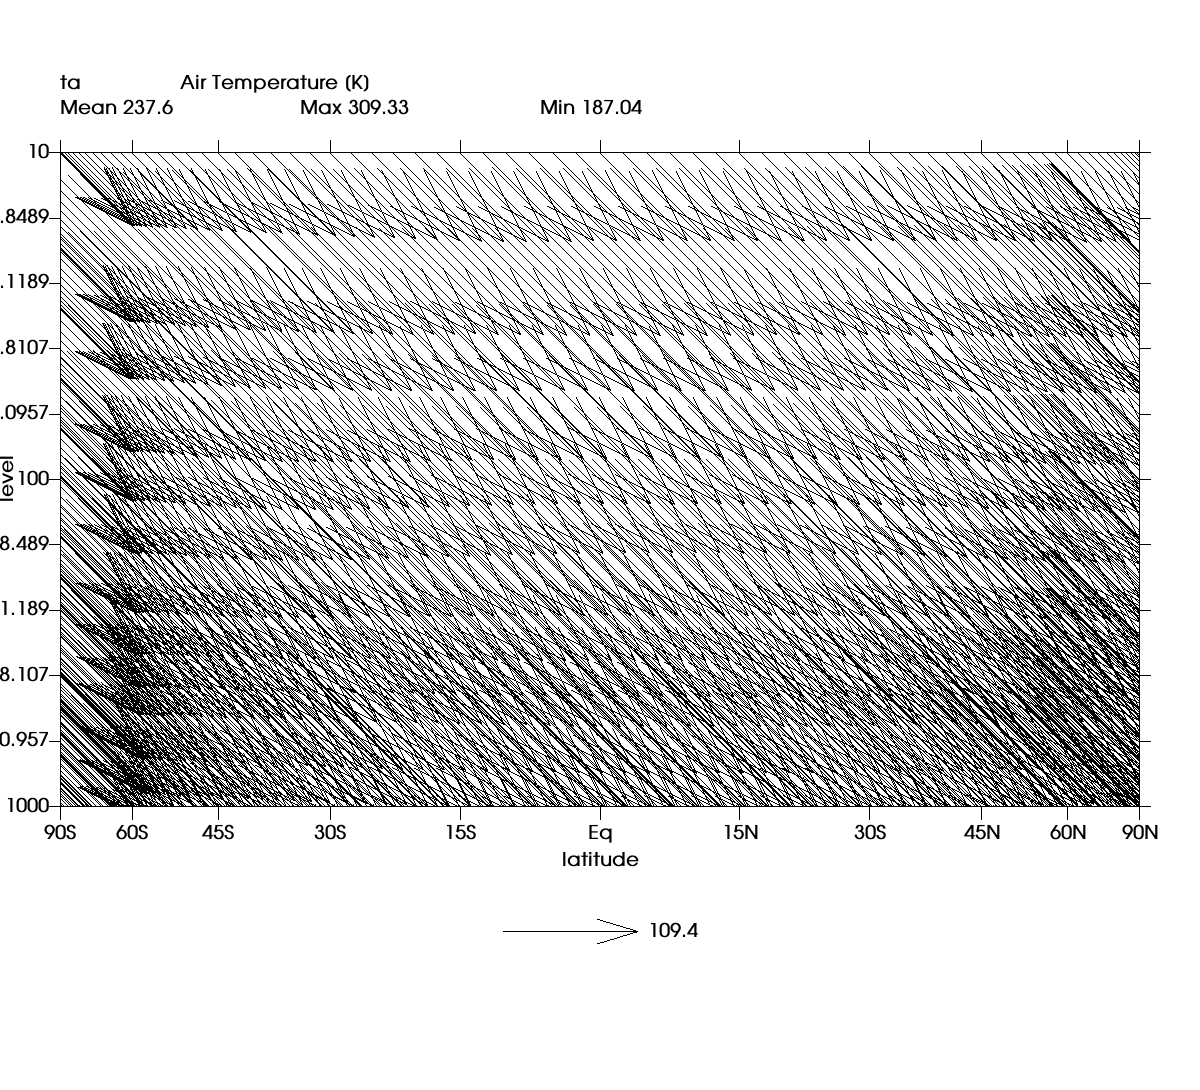 ta Air Temperature (K)
Mean 237.6 Max 309.33 Min 187.04
10
.8489
.1189
.8107
.0957
100
8.489
1.189
8.107
0.957
1000
level
90S 60S 45S 30S 15S Eq 15N 30S 45N 60N 90N
latitude
109.4